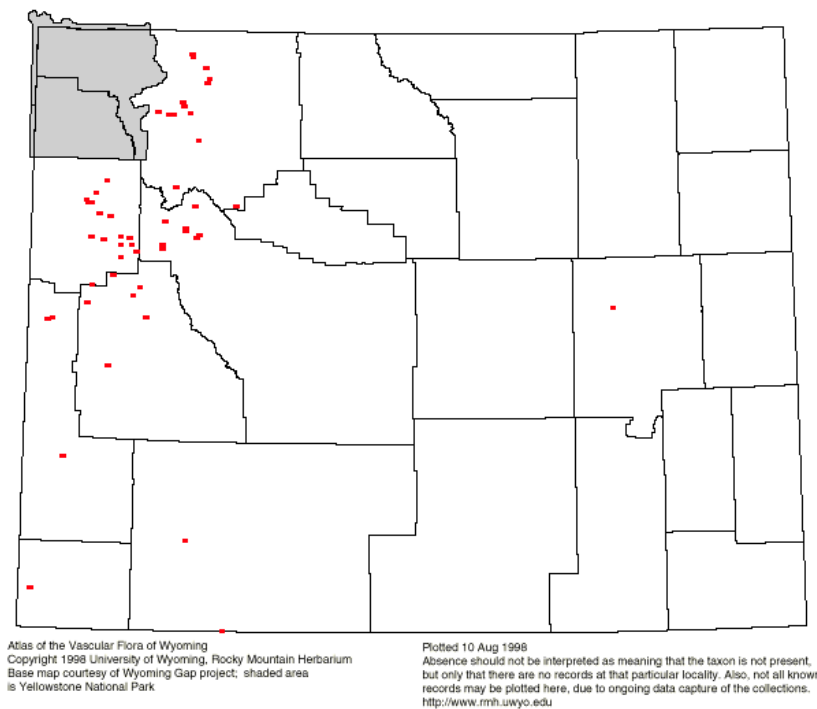 Atlas of the Vascular Flora of Wyoming
Copyright 1998 University of Wyoming, Rocky Mountain Herbarium
Base map courtesy of Wyoming Gap project; shaded area
is Yellowstone National Park
Plotted 10 Aug 1998
Absence should not be interpreted as meaning that the taxon is not present,
but only that there are no records at that particular locality. Also, not all known
records may be plotted here, due to ongoing data capture of the collections.
http://www.rmh.uwyo.edu